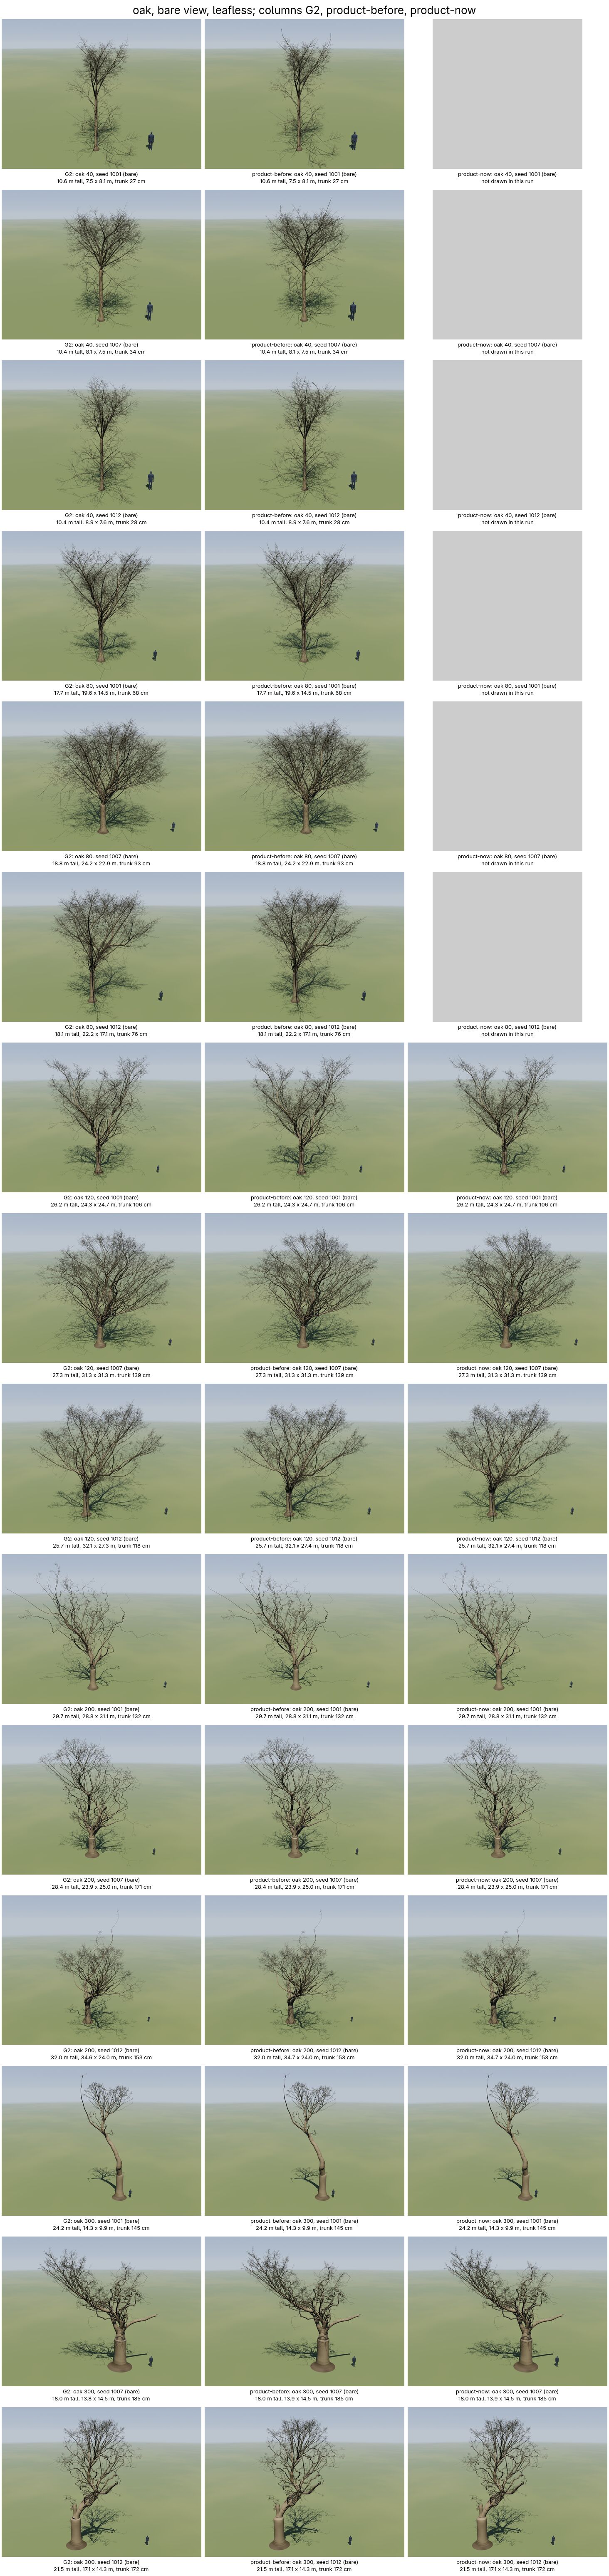 oak, bare view, leafless; columns G2, product-before, product-now
G2: oak 40, seed 1001 (bare)
10.6 m tall, 7.5 x 8.1 m, trunk 27 cm
product-before: oak 40, seed 1001 (bare)
10.6 m tall, 7.5 x 8.1 m, trunk 27 cm
product-now: oak 40, seed 1001 (bare)
not drawn in this run
G2: oak 40, seed 1007 (bare)
10.4 m tall, 8.1 x 7.5 m, trunk 34 cm
product-before: oak 40, seed 1007 (bare)
10.4 m tall, 8.1 x 7.5 m, trunk 34 cm
product-now: oak 40, seed 1007 (bare)
not drawn in this run
G2: oak 40, seed 1012 (bare)
10.4 m tall, 8.9 x 7.6 m, trunk 28 cm
product-before: oak 40, seed 1012 (bare)
10.4 m tall, 8.9 x 7.6 m, trunk 28 cm
product-now: oak 40, seed 1012 (bare)
not drawn in this run
G2: oak 80, seed 1001 (bare)
17.7 m tall, 19.6 x 14.5 m, trunk 68 cm
product-before: oak 80, seed 1001 (bare)
17.7 m tall, 19.6 x 14.5 m, trunk 68 cm
product-now: oak 80, seed 1001 (bare)
not drawn in this run
G2: oak 80, seed 1007 (bare)
18.8 m tall, 24.2 x 22.9 m, trunk 93 cm
product-before: oak 80, seed 1007 (bare)
18.8 m tall, 24.2 x 22.9 m, trunk 93 cm
product-now: oak 80, seed 1007 (bare)
not drawn in this run
G2: oak 80, seed 1012 (bare)
18.1 m tall, 22.2 x 17.1 m, trunk 76 cm
product-before: oak 80, seed 1012 (bare)
18.1 m tall, 22.2 x 17.1 m, trunk 76 cm
product-now: oak 80, seed 1012 (bare)
not drawn in this run
G2: oak 120, seed 1001 (bare)
26.2 m tall, 24.3 x 24.7 m, trunk 106 cm
product-before: oak 120, seed 1001 (bare)
26.2 m tall, 24.3 x 24.7 m, trunk 106 cm
product-now: oak 120, seed 1001 (bare)
26.2 m tall, 24.3 x 24.7 m, trunk 106 cm
G2: oak 120, seed 1007 (bare)
27.3 m tall, 31.3 x 31.3 m, trunk 139 cm
product-before: oak 120, seed 1007 (bare)
27.3 m tall, 31.3 x 31.3 m, trunk 139 cm
product-now: oak 120, seed 1007 (bare)
27.3 m tall, 31.3 x 31.3 m, trunk 139 cm
G2: oak 120, seed 1012 (bare)
25.7 m tall, 32.1 x 27.3 m, trunk 118 cm
product-before: oak 120, seed 1012 (bare)
25.7 m tall, 32.1 x 27.4 m, trunk 118 cm
product-now: oak 120, seed 1012 (bare)
25.7 m tall, 32.1 x 27.4 m, trunk 118 cm
G2: oak 200, seed 1001 (bare)
29.7 m tall, 28.8 x 31.1 m, trunk 132 cm
product-before: oak 200, seed 1001 (bare)
29.7 m tall, 28.8 x 31.1 m, trunk 132 cm
product-now: oak 200, seed 1001 (bare)
29.7 m tall, 28.8 x 31.1 m, trunk 132 cm
G2: oak 200, seed 1007 (bare)
28.4 m tall, 23.9 x 25.0 m, trunk 171 cm
product-before: oak 200, seed 1007 (bare)
28.4 m tall, 23.9 x 25.0 m, trunk 171 cm
product-now: oak 200, seed 1007 (bare)
28.4 m tall, 23.9 x 25.0 m, trunk 171 cm
G2: oak 200, seed 1012 (bare)
32.0 m tall, 34.6 x 24.0 m, trunk 153 cm
product-before: oak 200, seed 1012 (bare)
32.0 m tall, 34.7 x 24.0 m, trunk 153 cm
product-now: oak 200, seed 1012 (bare)
32.0 m tall, 34.7 x 24.0 m, trunk 153 cm
G2: oak 300, seed 1001 (bare)
24.2 m tall, 14.3 x 9.9 m, trunk 145 cm
product-before: oak 300, seed 1001 (bare)
24.2 m tall, 14.3 x 9.9 m, trunk 145 cm
product-now: oak 300, seed 1001 (bare)
24.2 m tall, 14.3 x 9.9 m, trunk 145 cm
G2: oak 300, seed 1007 (bare)
18.0 m tall, 13.8 x 14.5 m, trunk 185 cm
product-before: oak 300, seed 1007 (bare)
18.0 m tall, 13.9 x 14.5 m, trunk 185 cm
product-now: oak 300, seed 1007 (bare)
18.0 m tall, 13.9 x 14.5 m, trunk 185 cm
G2: oak 300, seed 1012 (bare)
21.5 m tall, 17.1 x 14.3 m, trunk 172 cm
product-before: oak 300, seed 1012 (bare)
21.5 m tall, 17.1 x 14.3 m, trunk 172 cm
product-now: oak 300, seed 1012 (bare)
21.5 m tall, 17.1 x 14.3 m, trunk 172 cm